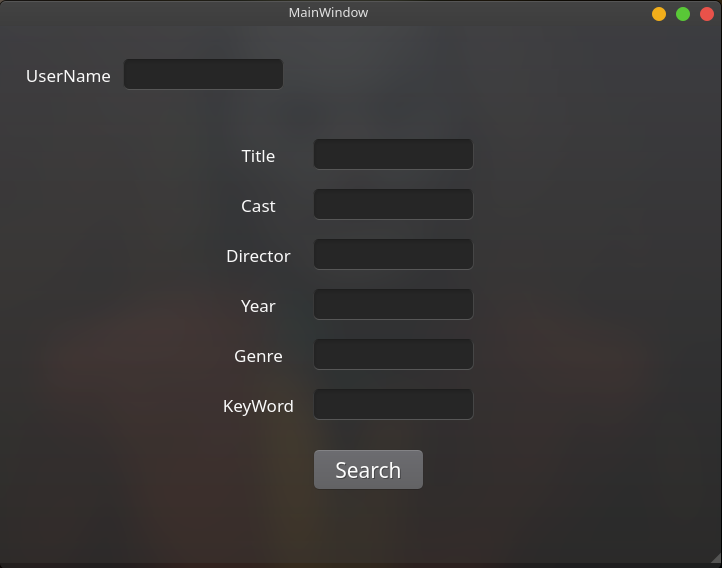 MainWindow
UserName
Title
Cast
Director
Year
Genre
KeyWord
Search